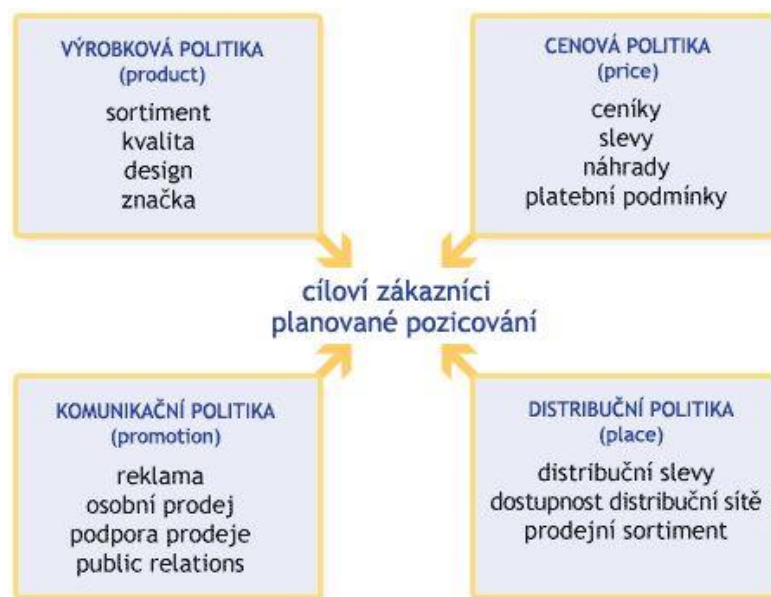 VÝROBKOVÁ POLITIKA
(product)
sortiment
kvalita
design
značka
CENOVÁ POLITIKA
(price)
ceníky
slevy
náhrady
platební podmínky
cíloví zákazníci
planované pozicování
KOMUNIKAČNÍ POLITIKA
(promotion)
reklama
osobní prodej
podpora prodeje
public relations
DISTRIBUČNÍ POLITIKA
(place)
distribuční slevy
dostupnost distribuční sítě
prodejní sortiment